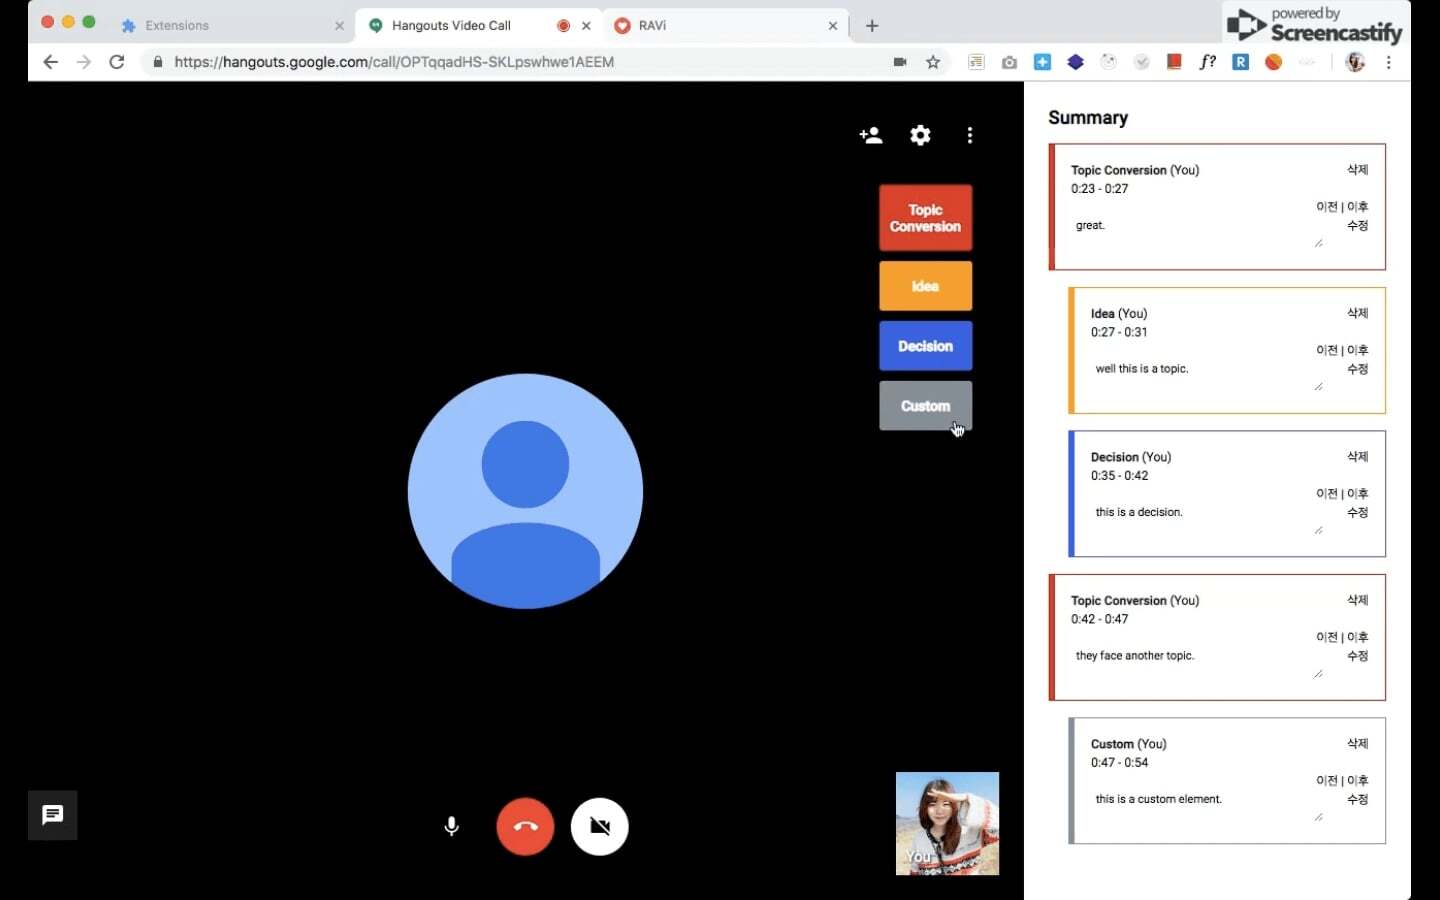 Extensions
Hangouts Video Call
RAVi
powered by
Screencastify
https://hangouts.google.com/call/OPTqqadHS-SKLpswhwe1AEEM
f?
R
Topic
Conversion
Idea
Decision
Custom
You
Summary
Topic Conversion (You) 삭제
0:23 - 0:27
이전 | 이후
great. 수정
Idea (You) 삭제
0:27 - 0:31
이전 | 이후
well this is a topic. 수정
Decision (You) 삭제
0:35 - 0:42
이전 | 이후
this is a decision. 수정
Topic Conversion (You) 삭제
0:42 - 0:47
이전 | 이후
they face another topic. 수정
Custom (You) 삭제
0:47 - 0:54
이전 | 이후
this is a custom element. 수정